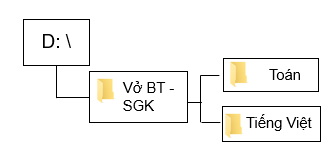 D: \
Vở BT -
SGK
Toán
Tiếng Việt